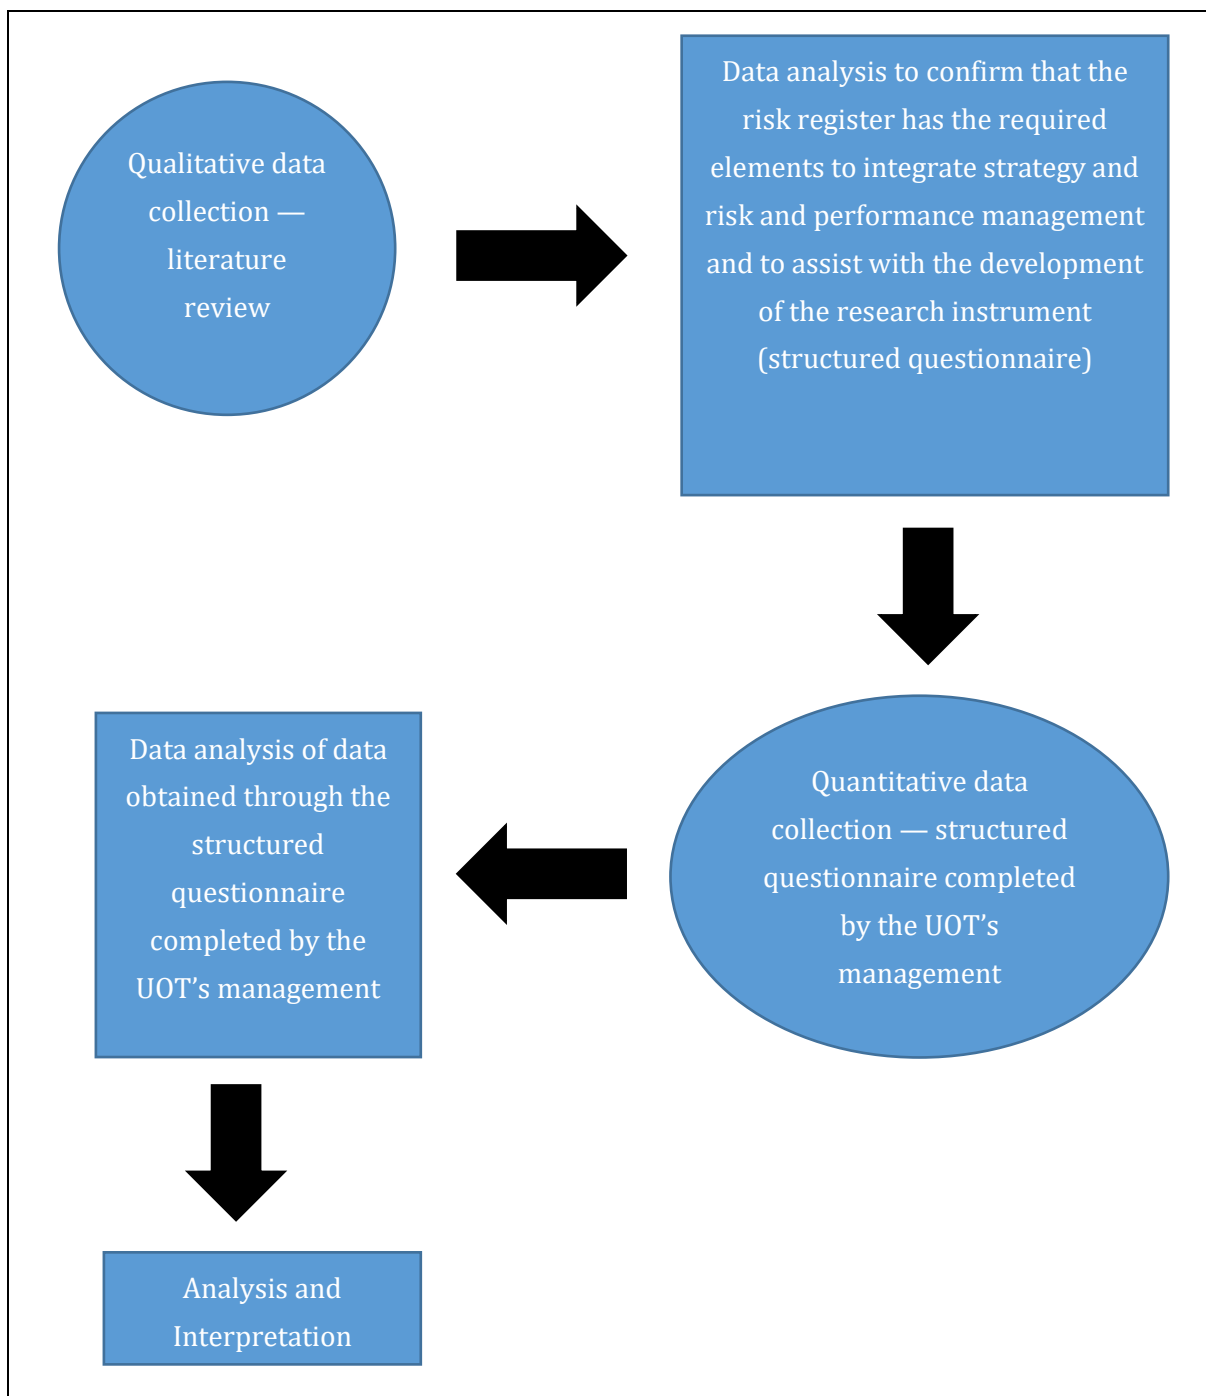 Qualitative data
collection —
literature
review
Data analysis to confirm that the
risk register has the required
elements to integrate strategy and
risk and performance management
and to assist with the development
of the research instrument
(structured questionnaire)
Quantitative data
collection — structured
questionnaire completed
by the UOT’s
management
Data analysis of data
obtained through the
structured
questionnaire
completed by the
UOT’s management
Analysis and
Interpretation